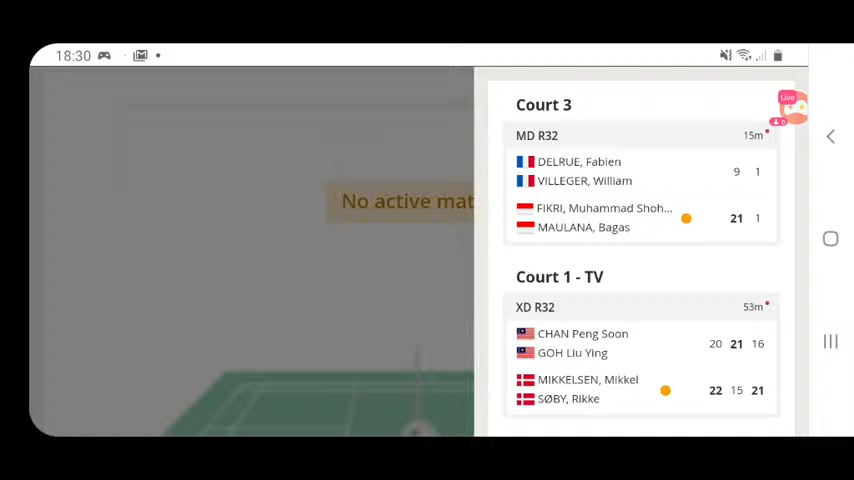 18:30
No active mat
Live
0
Court 3
MD R32 15m
DELRUE, Fabien
VILLEGER, William
9 1
FIKRI, Muhammad Shoh...
MAULANA, Bagas
21 1
Court 1 - TV
XD R32 53m
CHAN Peng Soon
GOH Liu Ying
20 21 16
MIKKELSEN, Mikkel
SØBY, Rikke
22 15 21